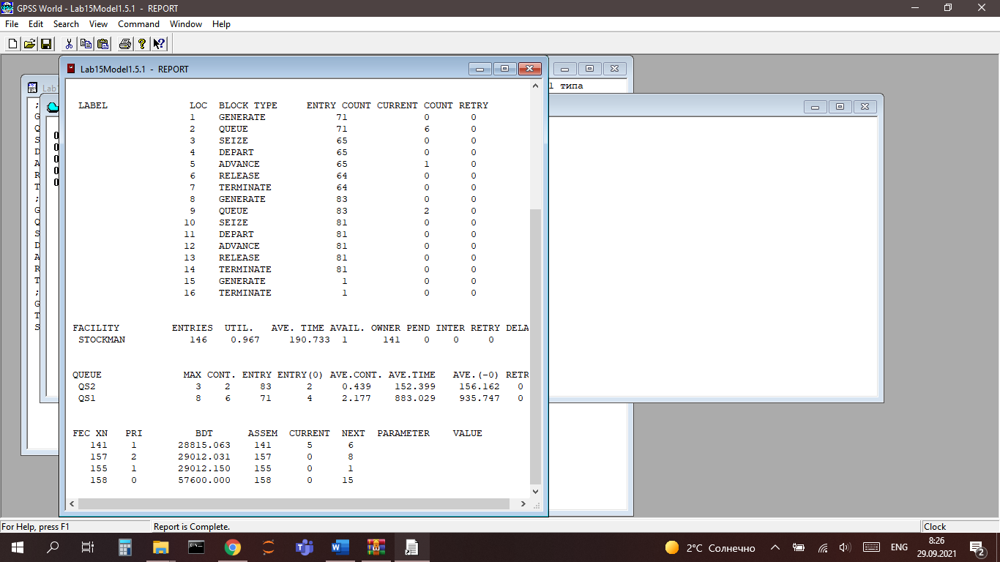 GPSS World - Lab15Model1.5.1 - REPORT
File Edit Search View Command Window Help
Lab15Model1.5.1 - REPORT
1 типа
Lab
;
G
Q
S
D
A
R
T
;
G
Q
S
D
A
R
T
;
G
T
S
0
0
0
0
0
LABEL LOC BLOCK TYPE ENTRY COUNT CURRENT COUNT RETRY
1 GENERATE 71 0 0
2 QUEUE 71 6 0
3 SEIZE 65 0 0
4 DEPART 65 0 0
5 ADVANCE 65 1 0
6 RELEASE 64 0 0
7 TERMINATE 64 0 0
8 GENERATE 83 0 0
9 QUEUE 83 2 0
10 SEIZE 81 0 0
11 DEPART 81 0 0
12 ADVANCE 81 0 0
13 RELEASE 81 0 0
14 TERMINATE 81 0 0
15 GENERATE 1 0 0
16 TERMINATE 1 0 0
FACILITY ENTRIES UTIL. AVE. TIME AVAIL. OWNER PEND INTER RETRY DELA
STOCKMAN 146 0.967 190.733 1 141 0 0 0
QUEUE MAX CONT. ENTRY ENTRY(0) AVE.CONT. AVE.TIME AVE.(-0) RETR
QS2 3 2 83 2 0.439 152.399 156.162 0
QS1 8 6 71 4 2.177 883.029 935.747 0
FEC XN PRI BDT ASSEM CURRENT NEXT PARAMETER VALUE
141 1 28815.063 141 5 6
157 2 29012.031 157 0 8
155 1 29012.150 155 0 1
158 0 57600.000 158 0 15
For Help, press F1 Report is Complete. Clock
2°C Солнечно ENG 8:26
29.09.2021
2